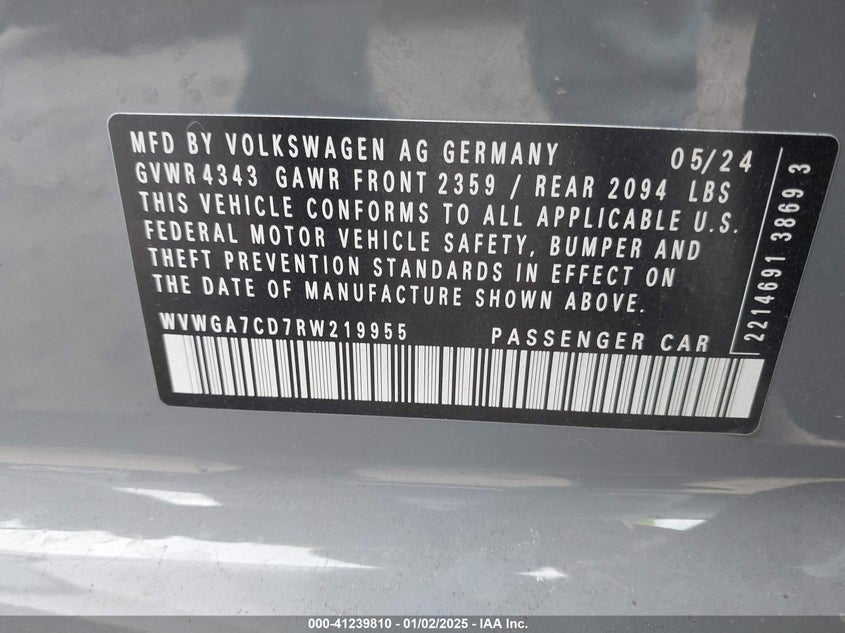 MFD BY VOLKSWAGEN AG GERMANY 05/24
GVWR 4343 GAWR FRONT 2359 / REAR 2094 LBS
THIS VEHICLE CONFORMS TO ALL APPLICABLE U.S.
FEDERAL MOTOR VEHICLE SAFETY, BUMPER AND
THEFT PREVENTION STANDARDS IN EFFECT ON
THE DATE OF MANUFACTURE SHOWN ABOVE.
WVWGA7CD7RW219955 PASSENGER CAR
2214691 3869 3
000-41239810 - 01/02/2025 - IAA Inc.